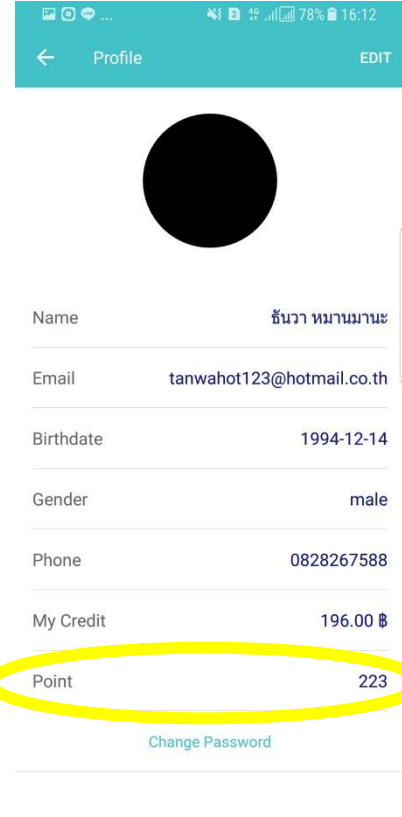 ... 2 4G 78% 16:12
Profile EDIT
Name ธันวา หมานมานะ
Email tanwahot123@hotmail.co.th
Birthdate 1994-12-14
Gender male
Phone 0828267588
My Credit 196.00 ฿
Point 223
Change Password